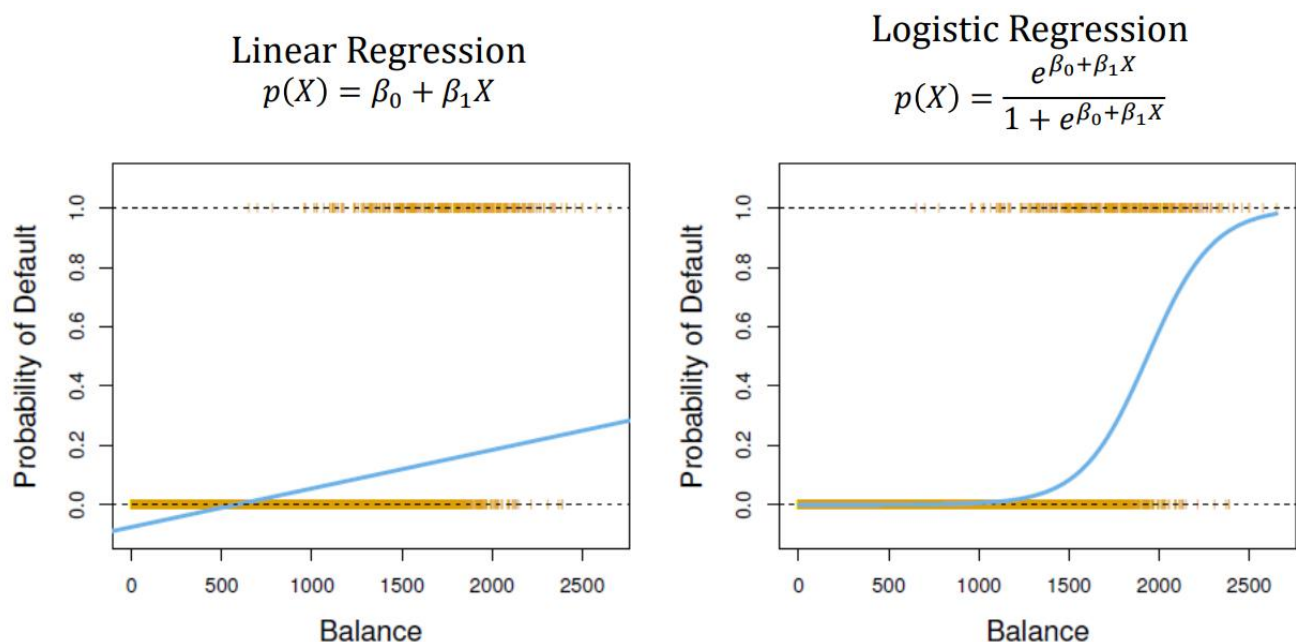 Linear Regression
p(X) = β₀ + β₁X
Probability of Default
1.0
0.8
0.6
0.4
0.2
0.0
0 500 1000 1500 2000 2500
Balance
Logistic Regression
p(X) = e^(β₀+β₁X) / (1 + e^(β₀+β₁X))
Probability of Default
1.0
0.8
0.6
0.4
0.2
0.0
0 500 1000 1500 2000 2500
Balance